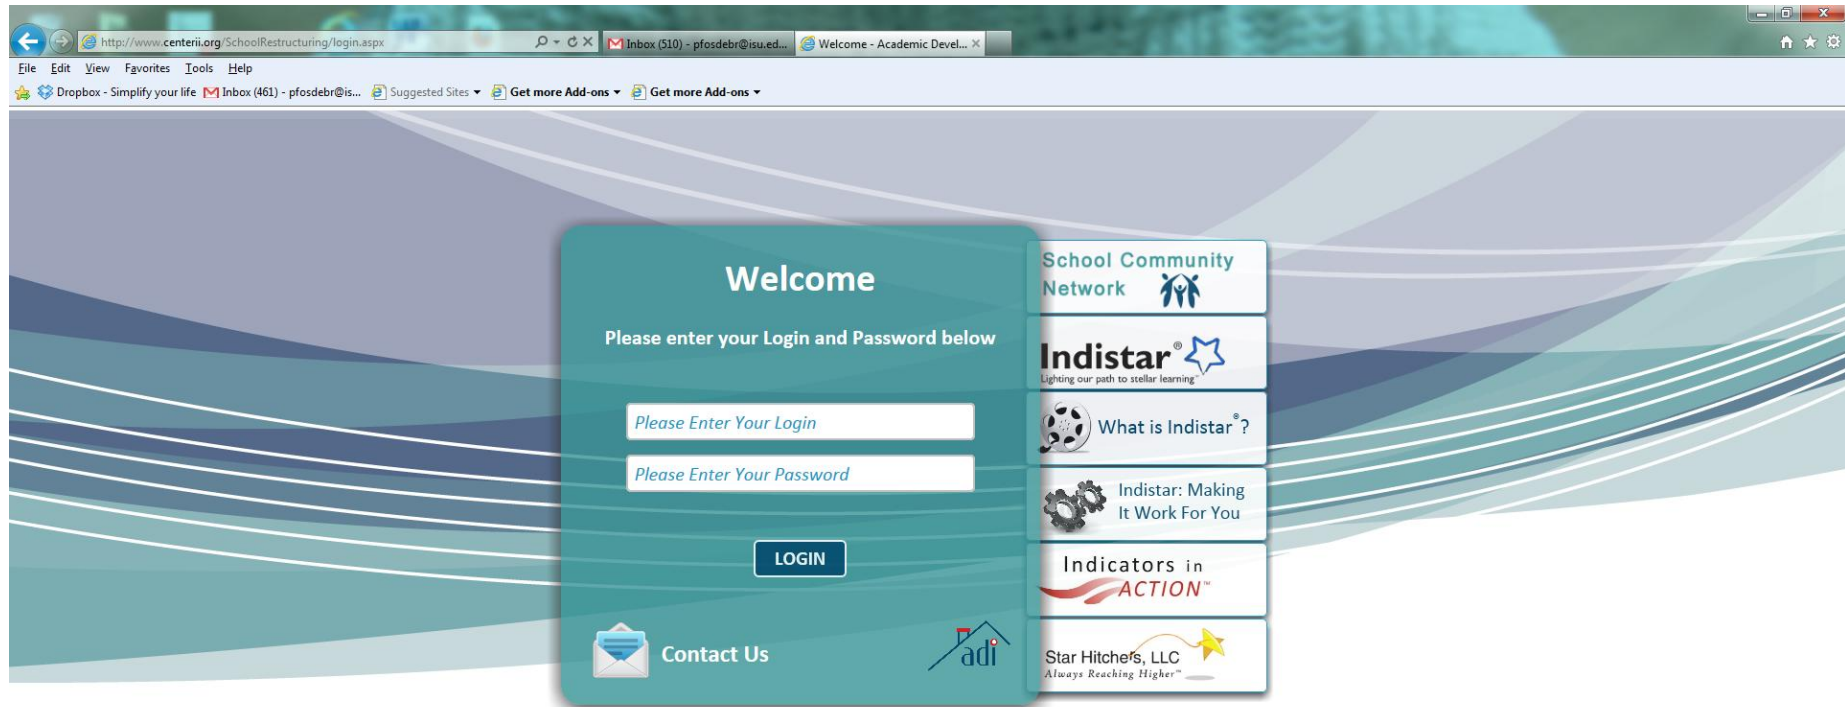 http://www.centerii.org/SchoolRestructuring/login.aspx
Inbox (510) - pfosdebr@isu.ed...
Welcome - Academic Devel...
File Edit View Favorites Tools Help
Dropbox - Simplify your life Inbox (461) - pfosdebr@is... Suggested Sites Get more Add-ons Get more Add-ons
Welcome
Please enter your Login and Password below
Please Enter Your Login
Please Enter Your Password
LOGIN
Contact Us
adi
School Community
Network
Indistar®
Lighting our path to stellar learning™
What is Indistar®?
Indistar: Making
It Work For You
Indicators in
ACTION™
Star Hitchers, LLC
Always Reaching Higher™